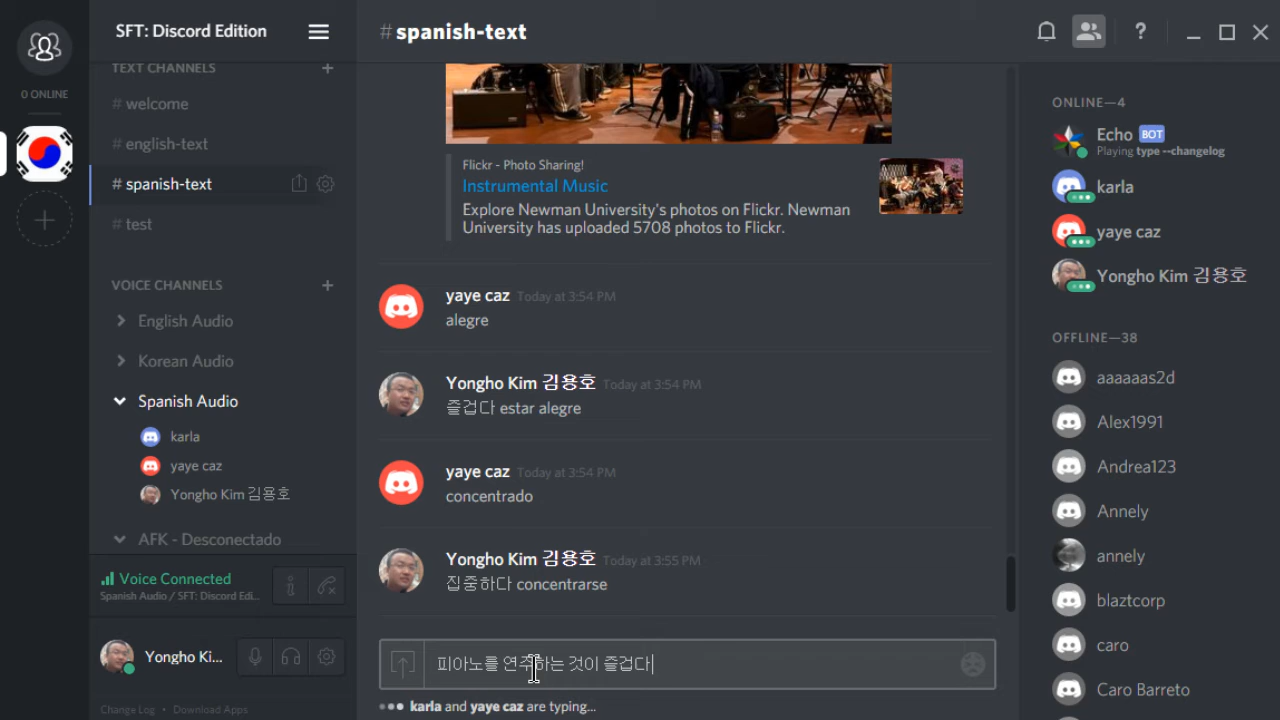 SFT: Discord Edition
# spanish-text
0 ONLINE
TEXT CHANNELS
# welcome
# english-text
# spanish-text
# test
VOICE CHANNELS
English Audio
Korean Audio
Spanish Audio
karla
yaye caz
Yongho Kim 김용호
AFK - Desconectado
Voice Connected
Spanish Audio / SFT: Discord Edi...
Yongho Ki...
Change Log • Download Apps
Flickr - Photo Sharing!
Instrumental Music
Explore Newman University's photos on Flickr. Newman
University has uploaded 5708 photos to Flickr.
yaye caz Today at 3:54 PM
alegre
Yongho Kim 김용호 Today at 3:54 PM
즐겁다 estar alegre
yaye caz Today at 3:54 PM
concentrado
Yongho Kim 김용호 Today at 3:55 PM
집중하다 concentrarse
피아노를 연주하는 것이 즐겁다
karla and yaye caz are typing...
ONLINE—4
Echo BOT
Playing type --changelog
karla
yaye caz
Yongho Kim 김용호
OFFLINE—38
aaaaaas2d
Alex1991
Andrea123
Annely
annely
blaztcorp
caro
Caro Barreto